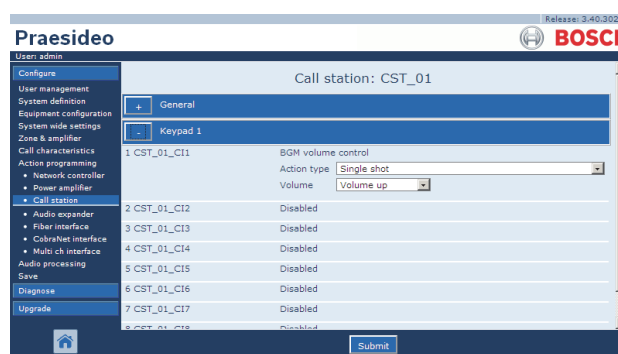 Release: 3.40.302
Praesideo
BOSCH
User: admin
Configure
User management
System definition
Equipment configuration
System wide settings
Zone & amplifier
Call characteristics
Action programming
• Network controller
• Power amplifier
• Call station
• Audio expander
• Fiber interface
• CobraNet interface
• Multi ch interface
Audio processing
Save
Diagnose
Upgrade
Call station: CST_01
+ General
- Keypad 1
1 CST_01_CI1 BGM volume control
Action type Single shot
Volume Volume up
2 CST_01_CI2 Disabled
3 CST_01_CI3 Disabled
4 CST_01_CI4 Disabled
5 CST_01_CI5 Disabled
6 CST_01_CI6 Disabled
7 CST_01_CI7 Disabled
8 CST_01_CI8 Disabled
Submit